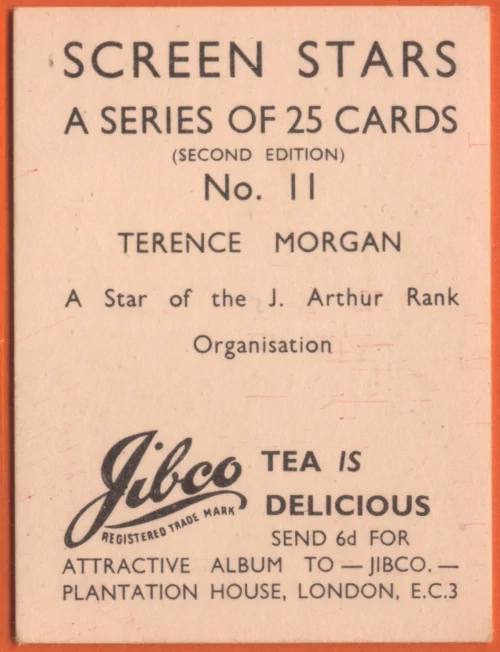 SCREEN STARS
A SERIES OF 25 CARDS
(SECOND EDITION)
No. 11
TERENCE MORGAN
A Star of the J. Arthur Rank
Organisation
Jibco
REGISTERED TRADE MARK
TEA IS
DELICIOUS
SEND 6d FOR
ATTRACTIVE ALBUM TO — JIBCO. —
PLANTATION HOUSE, LONDON, E.C.3